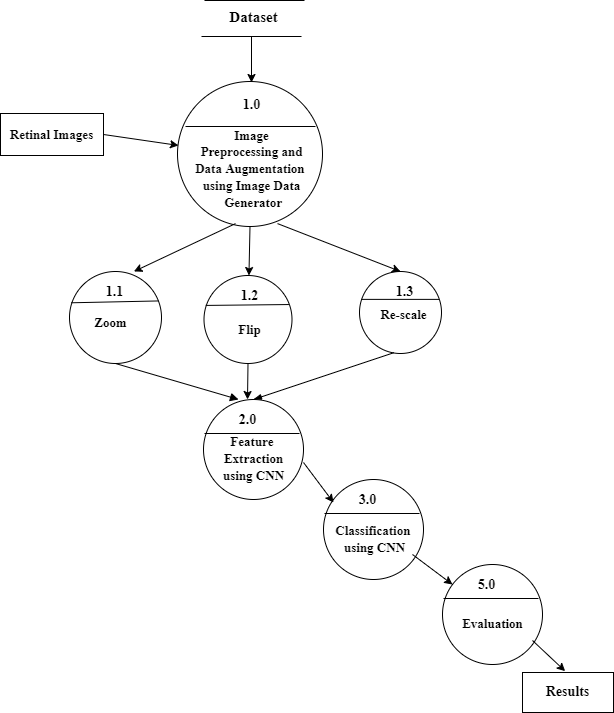 Dataset
1.0
Retinal Images
Image
Preprocessing and
Data Augmentation
using Image Data
Generator
1.1
Zoom
1.2
Flip
1.3
Re-scale
2.0
Feature
Extraction
using CNN
3.0
Classification
using CNN
5.0
Evaluation
Results